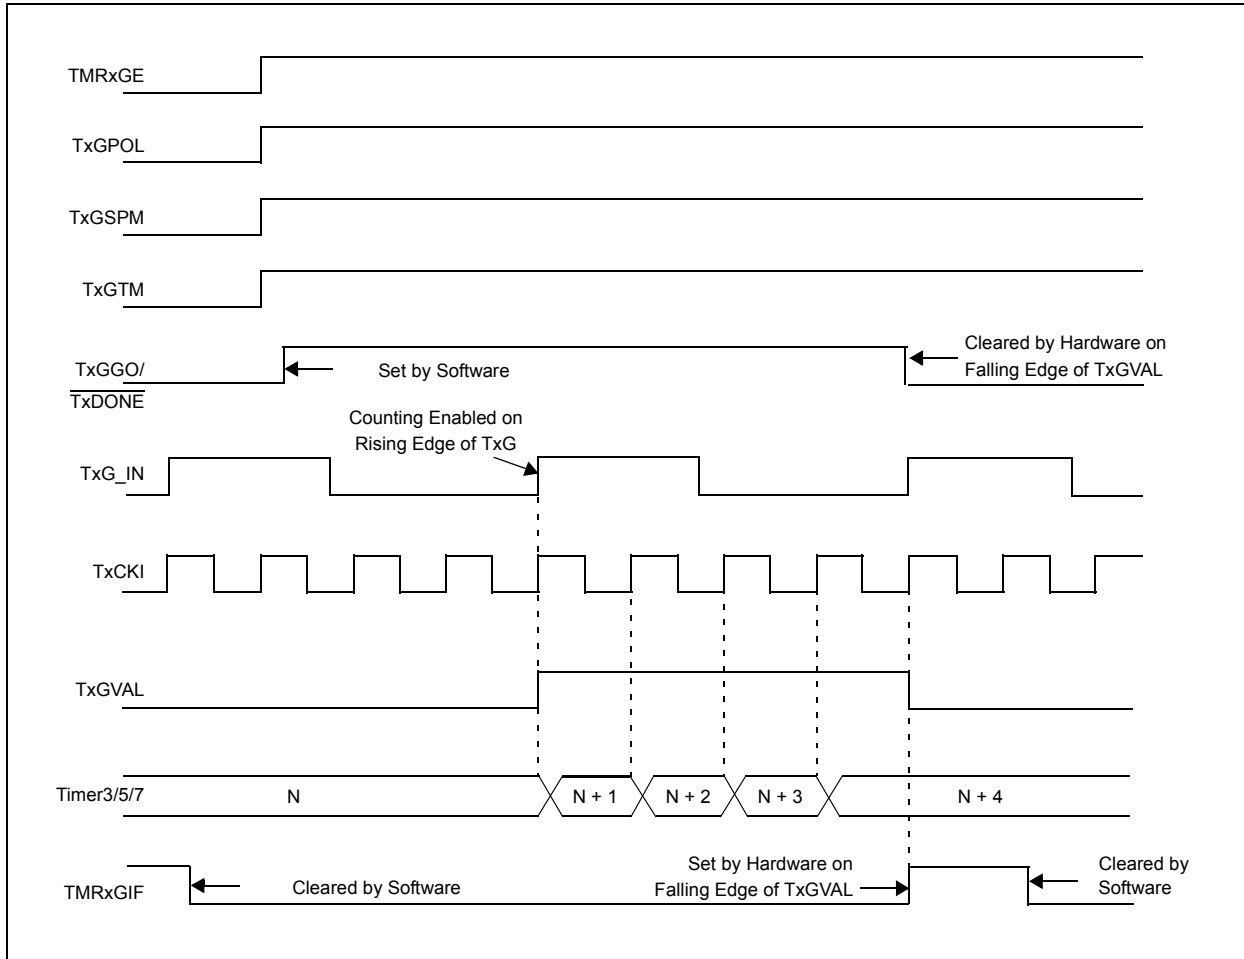 TMRxGE
TxGPOL
TxGSPM
TxGTM
TxGGO/
TxDONE
Set by Software
Cleared by Hardware on
Falling Edge of TxGVAL
Counting Enabled on
Rising Edge of TxG
TxG_IN
TxCKI
TxGVAL
Timer3/5/7
N
N + 1
N + 2
N + 3
N + 4
TMRxGIF
Cleared by Software
Set by Hardware on
Falling Edge of TxGVAL
Cleared by
Software